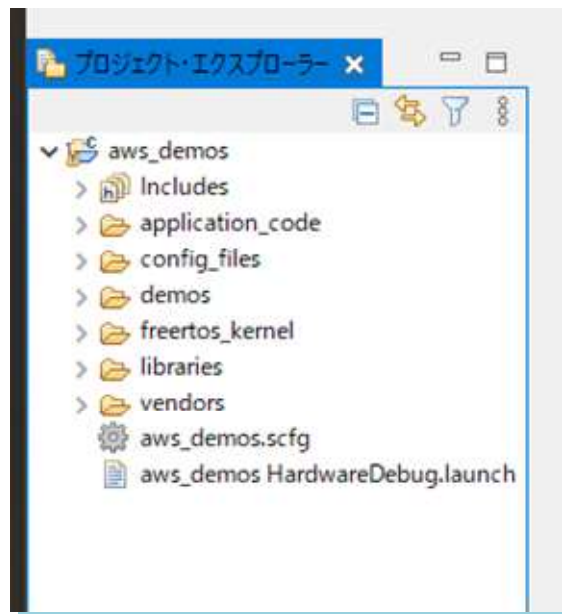 プロジェクト・エクスプローラー
aws_demos
Includes
application_code
config_files
demos
freertos_kernel
libraries
vendors
aws_demos.scfg
aws_demos HardwareDebug.launch